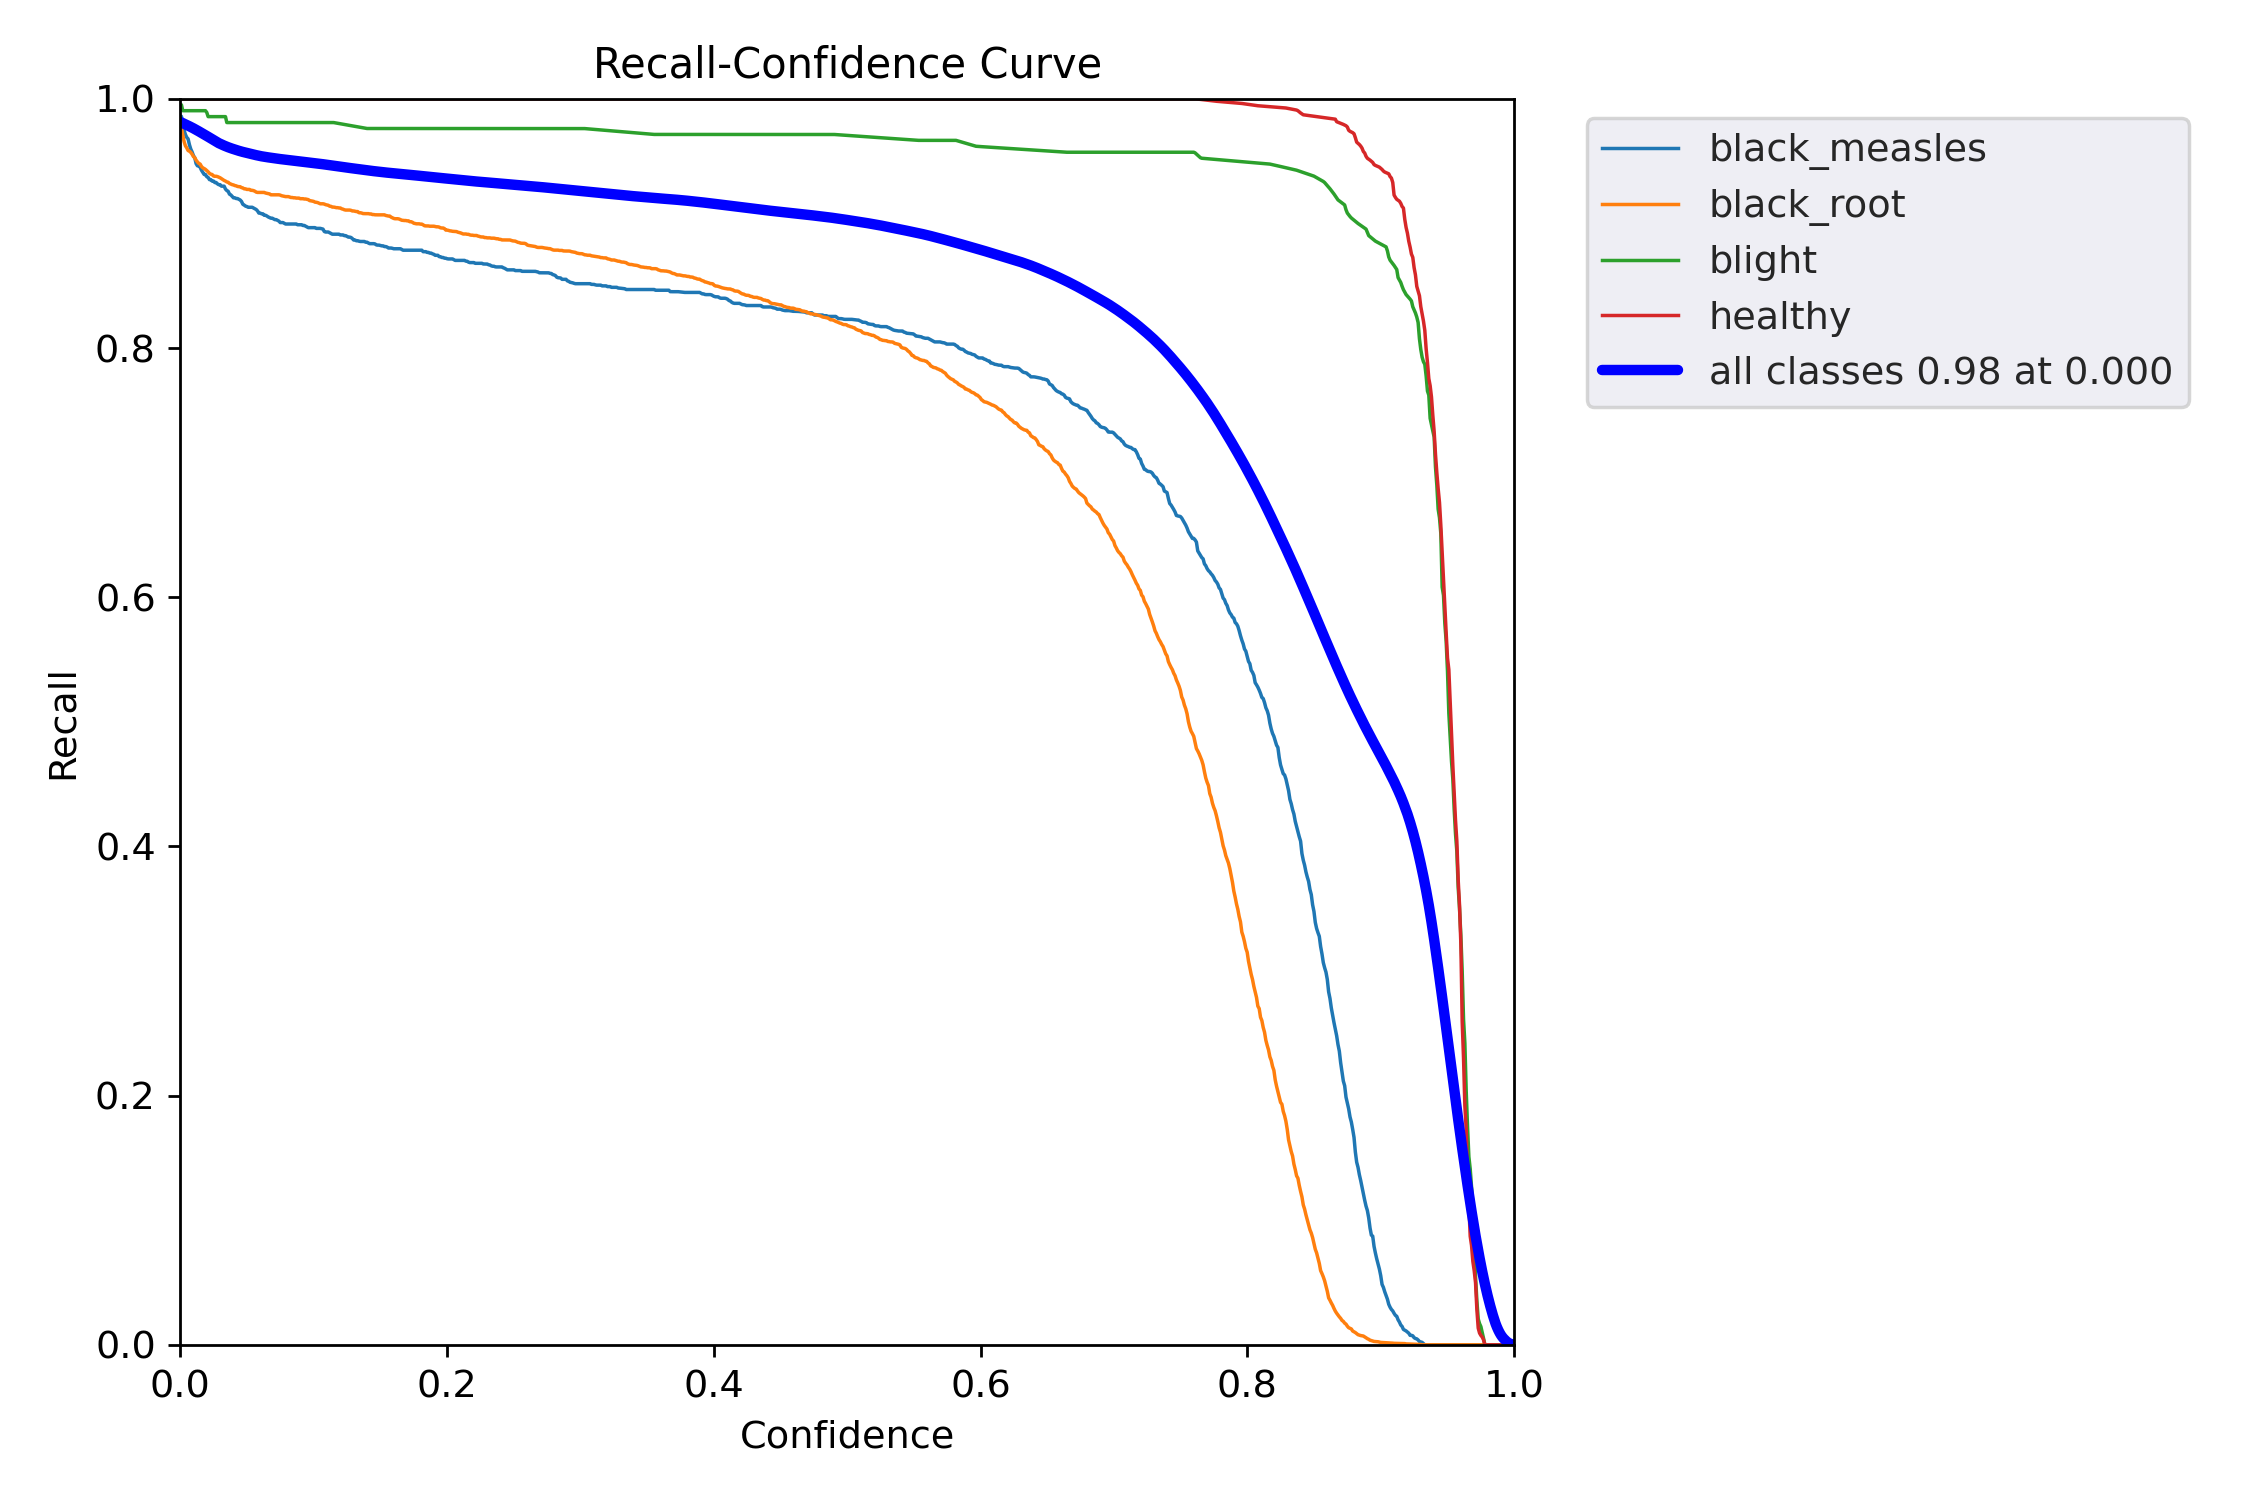 Recall-Confidence Curve
1.0
0.8
0.6
0.4
0.2
0.0
Recall
0.0 0.2 0.4 0.6 0.8 1.0
Confidence
black_measles
black_root
blight
healthy
all classes 0.98 at 0.000